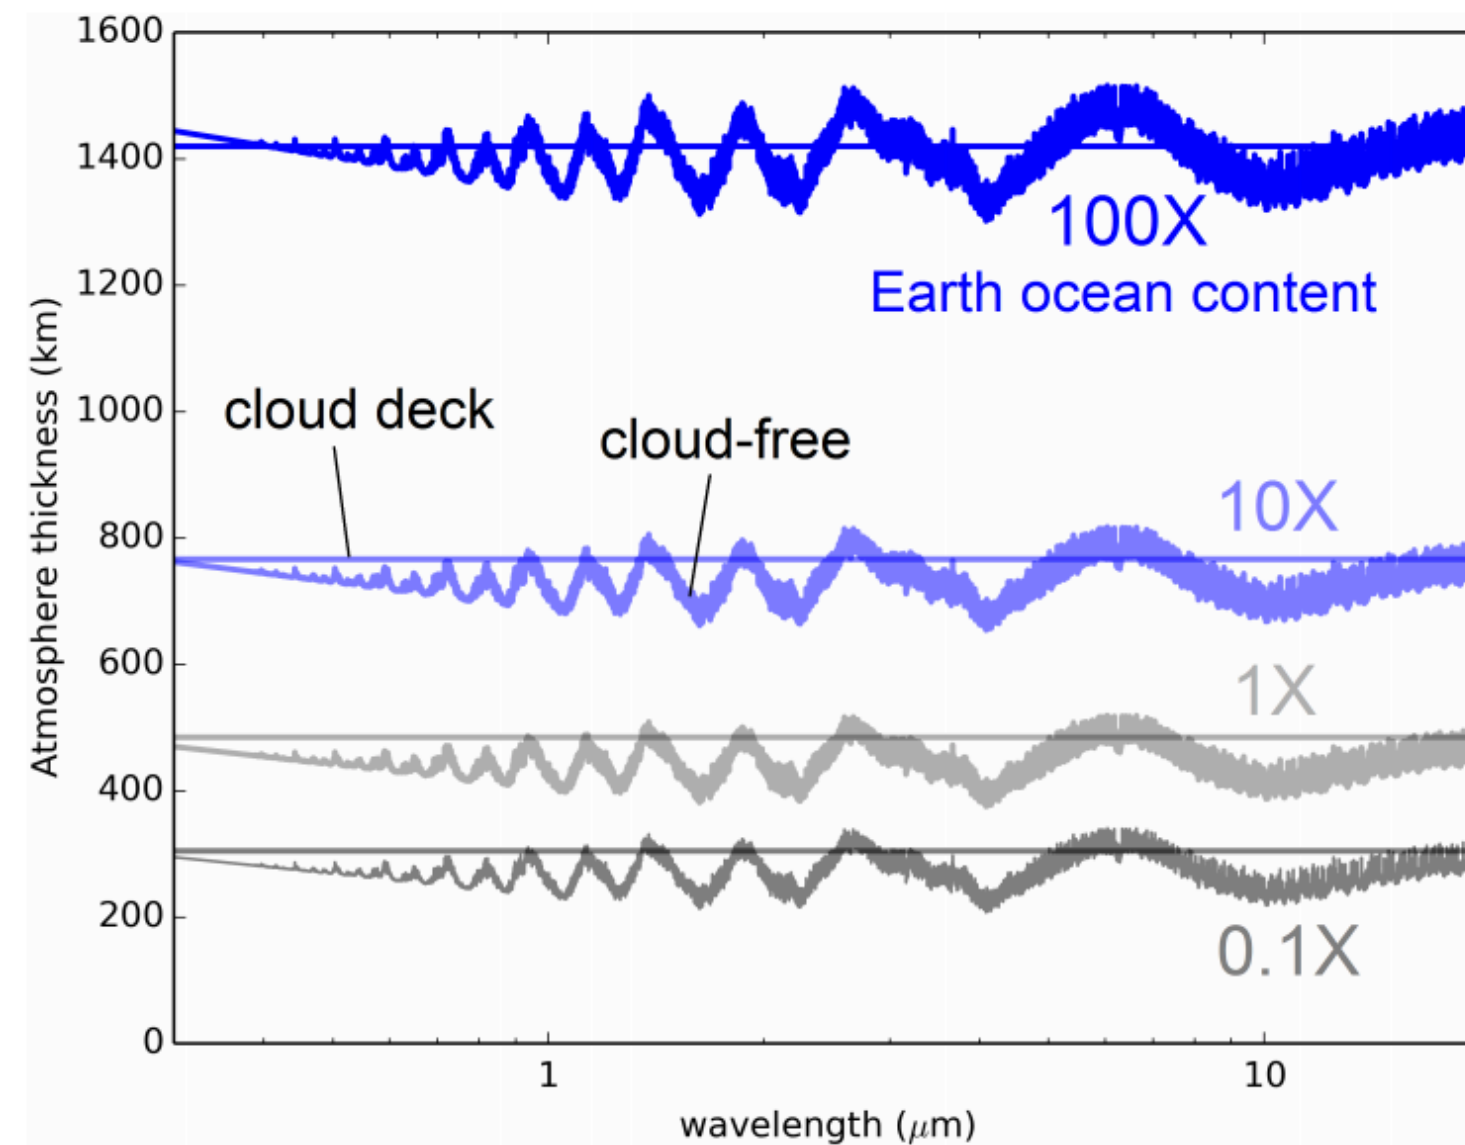 1600
1400
1200
1000
800
600
400
200
0
Atmosphere thickness (km)
100X
Earth ocean content
cloud deck
cloud-free
10X
1X
0.1X
1
10
wavelength (μm)